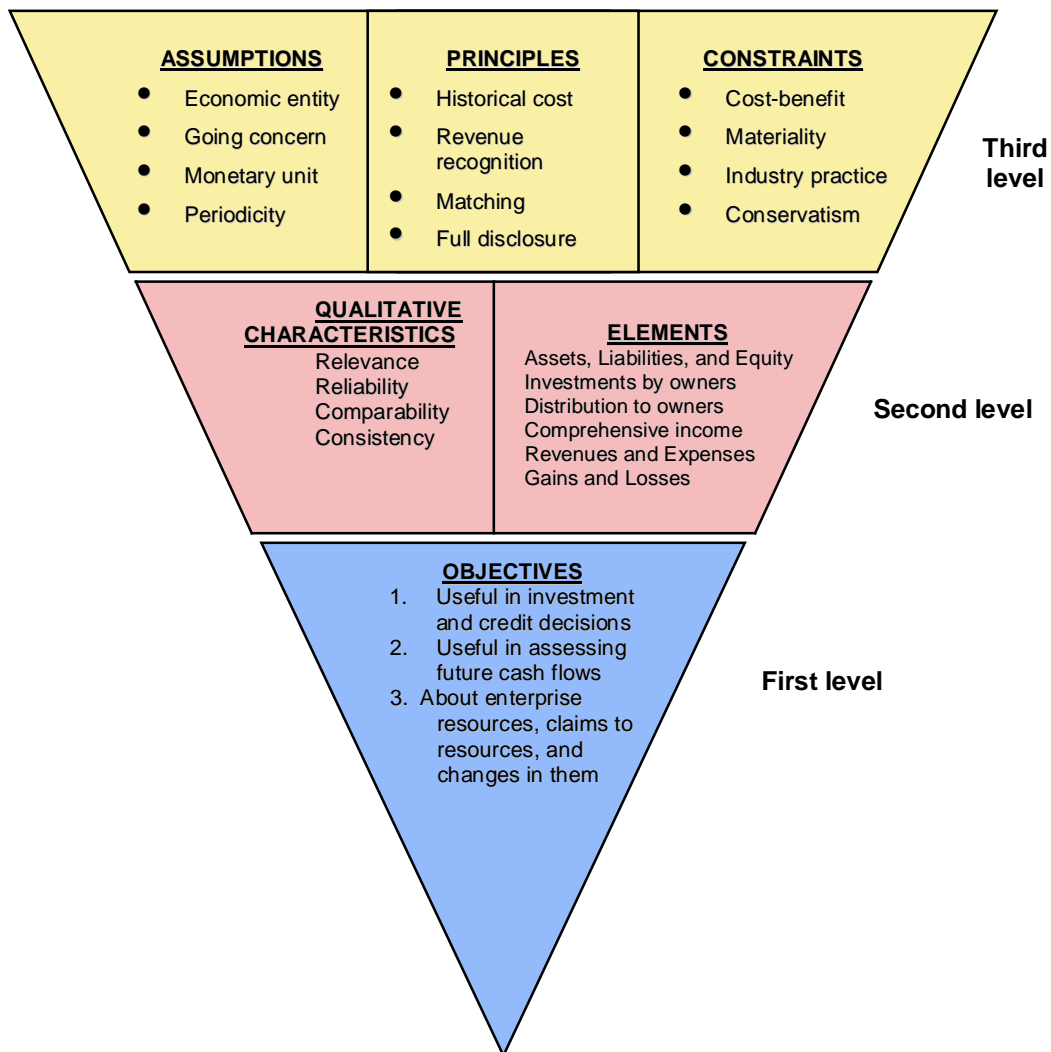 ASSUMPTIONS
• Economic entity
• Going concern
• Monetary unit
• Periodicity
PRINCIPLES
• Historical cost
• Revenue
recognition
• Matching
• Full disclosure
CONSTRAINTS
• Cost-benefit
• Materiality
• Industry practice
• Conservatism
Third
level
QUALITATIVE
CHARACTERISTICS
Relevance
Reliability
Comparability
Consistency
ELEMENTS
Assets, Liabilities, and Equity
Investments by owners
Distribution to owners
Comprehensive income
Revenues and Expenses
Gains and Losses
Second level
OBJECTIVES
1. Useful in investment
and credit decisions
2. Useful in assessing
future cash flows
3. About enterprise
resources, claims to
resources, and
changes in them
First level